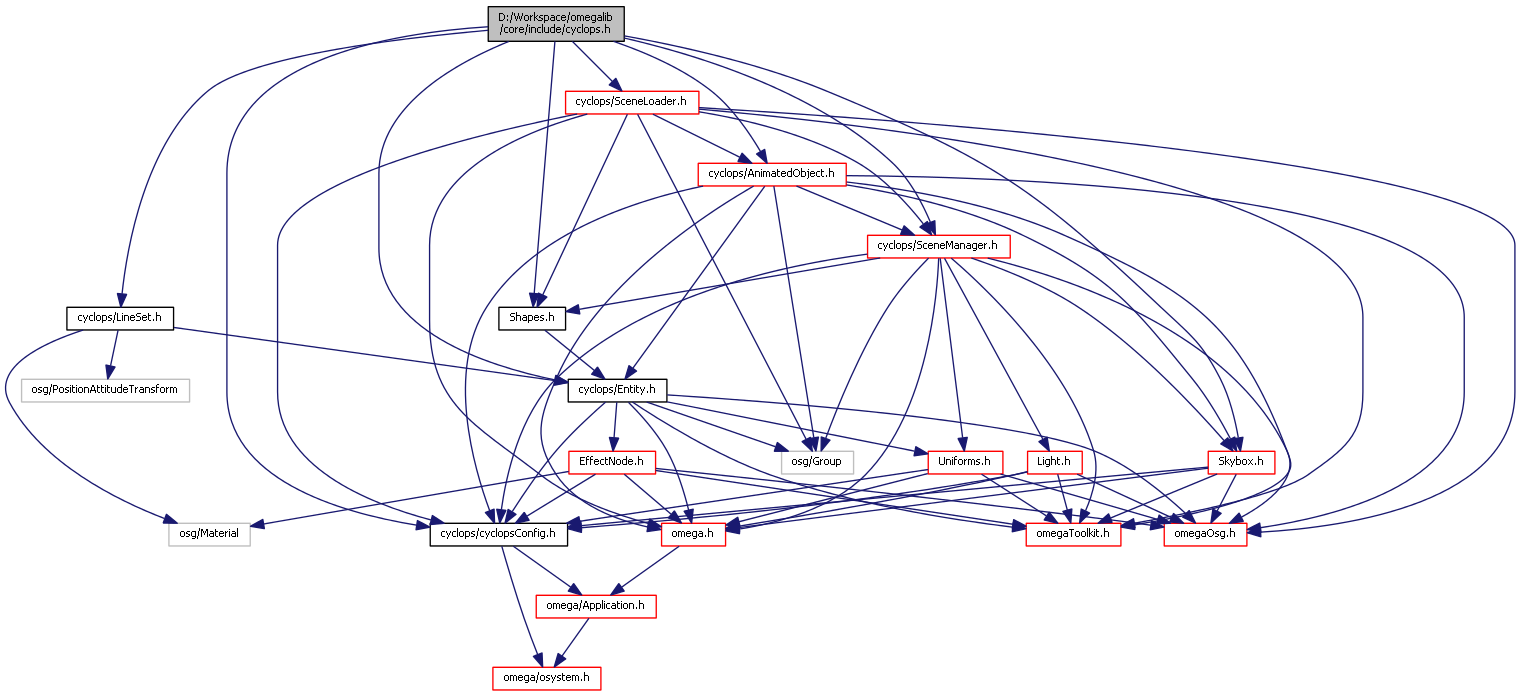 D:/Workspace/omegalib
/core/include/cyclops.h
cyclops/SceneLoader.h
cyclops/AnimatedObject.h
cyclops/SceneManager.h
cyclops/LineSet.h
Shapes.h
osg/PositionAttitudeTransform
cyclops/Entity.h
EffectNode.h
osg/Group
Uniforms.h
Light.h
Skybox.h
osg/Material
cyclops/cyclopsConfig.h
omega.h
omegaToolkit.h
omegaOsg.h
omega/Application.h
omega/osystem.h